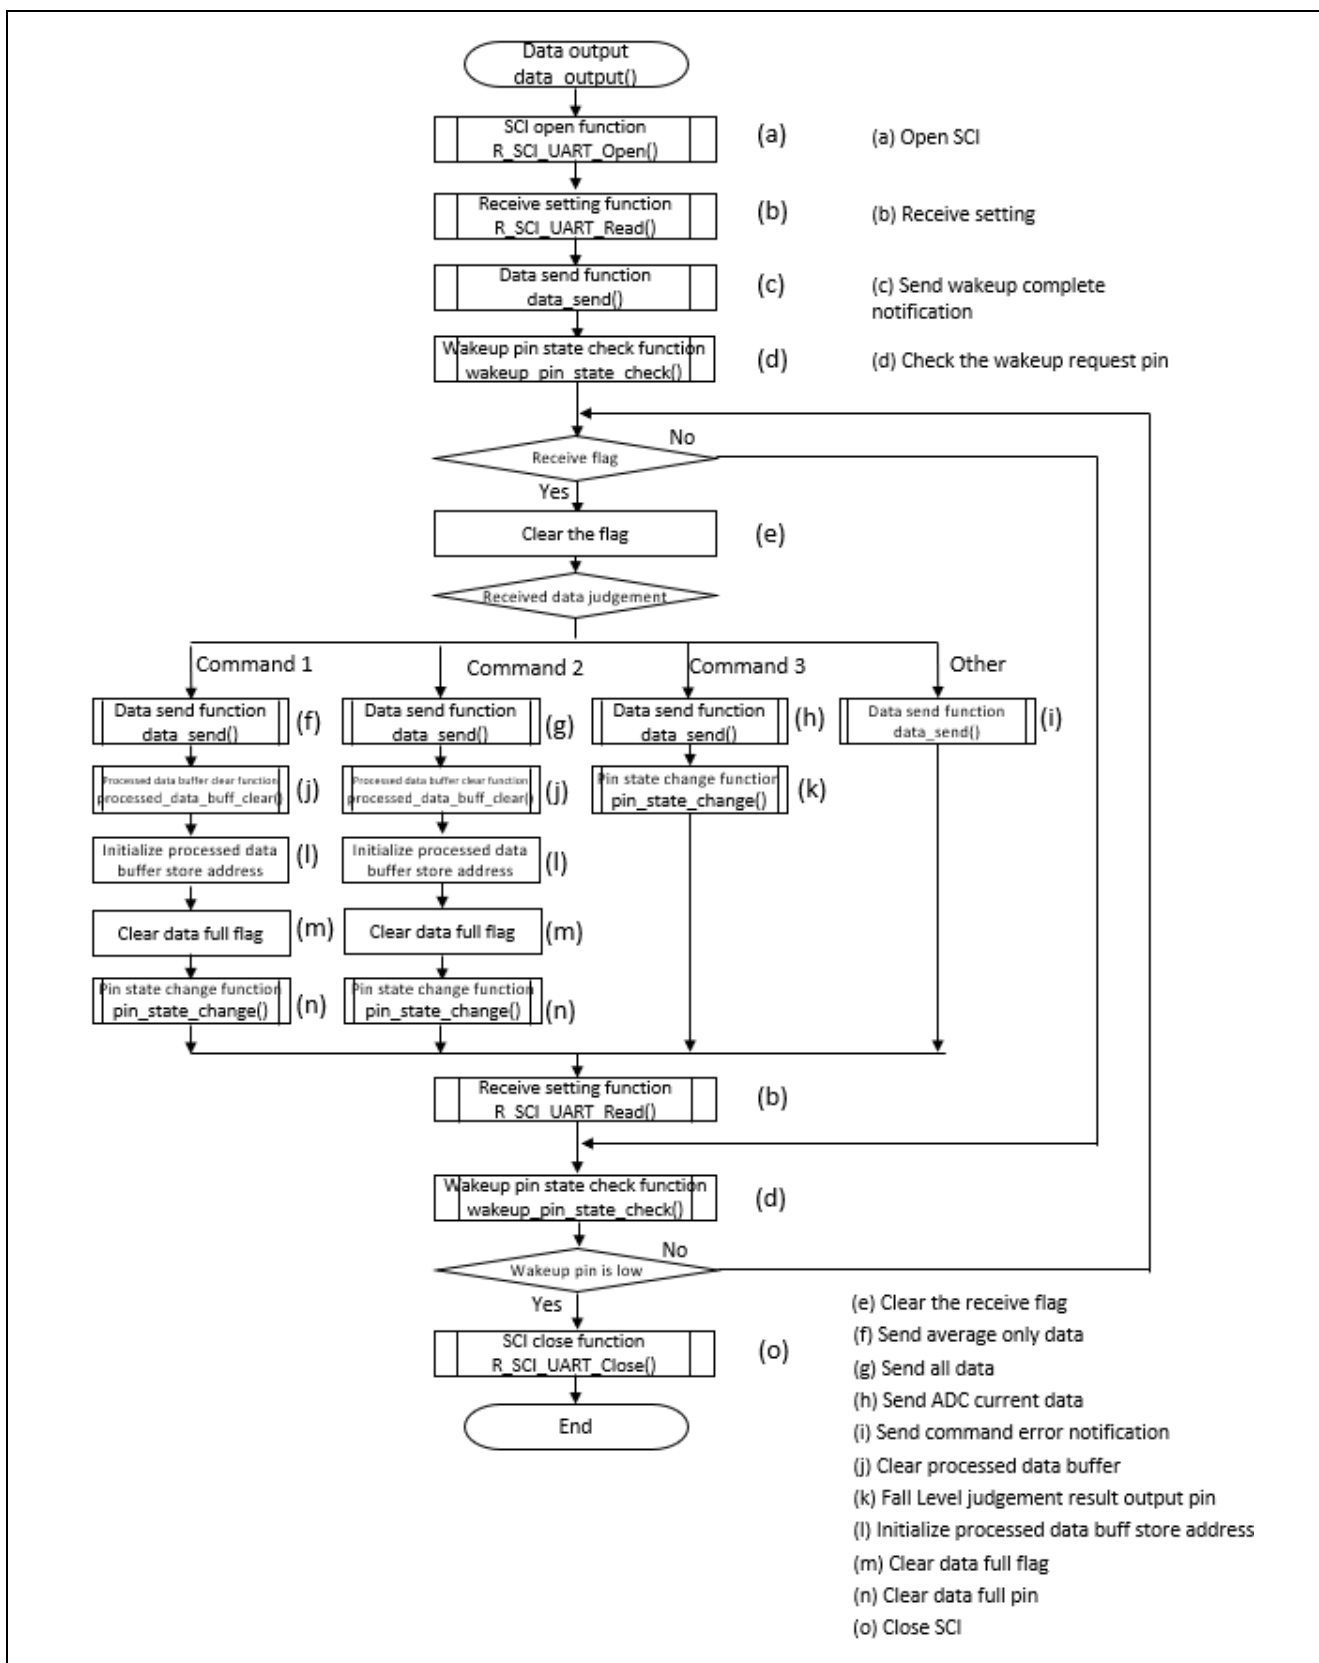 Data output
data_output()
SCI open function
R_SCI_UART_Open()
(a)
(a) Open SCI
Receive setting function
R_SCI_UART_Read()
(b)
(b) Receive setting
Data send function
data_send()
(c)
(c) Send wakeup complete
notification
Wakeup pin state check function
wakeup_pin_state_check()
(d)
(d) Check the wakeup request pin
No
Receive flag
Yes
Clear the flag
(e)
Received data judgement
Command 1
Command 2
Command 3
Other
Data send function
data_send()
(f)
Data send function
data_send()
(g)
Data send function
data_send()
(h)
Data send function
data_send()
(i)
Processed data buffer clear function
processed_data_buff_clear()
(j)
Processed data buffer clear function
processed_data_buff_clear()
(j)
Pin state change function
pin_state_change()
(k)
Initialize processed data
buffer store address
(l)
Initialize processed data
buffer store address
(l)
Clear data full flag
(m)
Clear data full flag
(m)
Pin state change function
pin_state_change()
(n)
Pin state change function
pin_state_change()
(n)
Receive setting function
R_SCI_UART_Read()
(b)
Wakeup pin state check function
wakeup_pin_state_check()
(d)
No
Wakeup pin is low
Yes
SCI close function
R_SCI_UART_Close()
(o)
End
(e) Clear the receive flag
(f) Send average only data
(g) Send all data
(h) Send ADC current data
(i) Send command error notification
(j) Clear processed data buffer
(k) Fall Level judgement result output pin
(l) Initialize processed data buff store address
(m) Clear data full flag
(n) Clear data full pin
(o) Close SCI